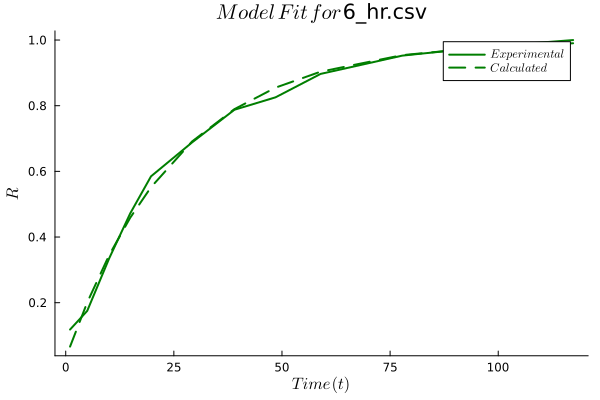 Model Fit for 6_hr.csv
1.0
Experimental
Calculated
0.8
0.6
R
0.4
0.2
0 25 50 75 100
Time(t)